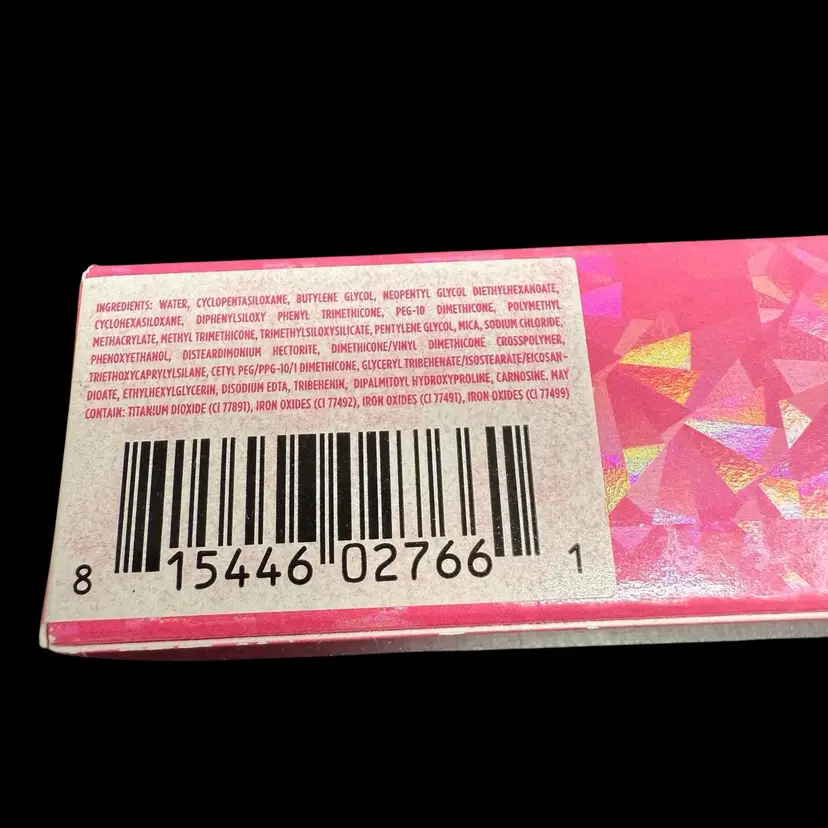 INGREDIENTS: WATER, CYCLOPENTASILOXANE, BUTYLENE GLYCOL, NEOPENTYL GLYCOL DIETHYLHEXANOATE,
CYCLOHEXASILOXANE, DIPHENYLSILOXY PHENYL TRIMETHICONE, PEG-10 DIMETHICONE, POLYMETHYL
METHACRYLATE, METHYL TRIMETHICONE, TRIMETHYLSILOXYSILICATE, PENTYLENE GLYCOL, MICA, SODIUM CHLORIDE,
PHENOXYETHANOL, DISTEARDIMONIUM HECTORITE, DIMETHICONE/VINYL DIMETHICONE CROSSPOLYMER,
TRIETHOXYCAPRYLYLSILANE, CETYL PEG/PPG-10/1 DIMETHICONE, GLYCERYL TRIBEHENATE/ISOSTEARATE/EICOSAN-
DIOATE, ETHYLHEXYLGLYCERIN, DISODIUM EDTA, TRIBEHENIN, DIPALMITOYL HYDROXYPROLINE, CARNOSINE. MAY
CONTAIN: TITANIUM DIOXIDE (CI 77891), IRON OXIDES (CI 77492), IRON OXIDES (CI 77491), IRON OXIDES (CI 77499)
8 15446 02766 1